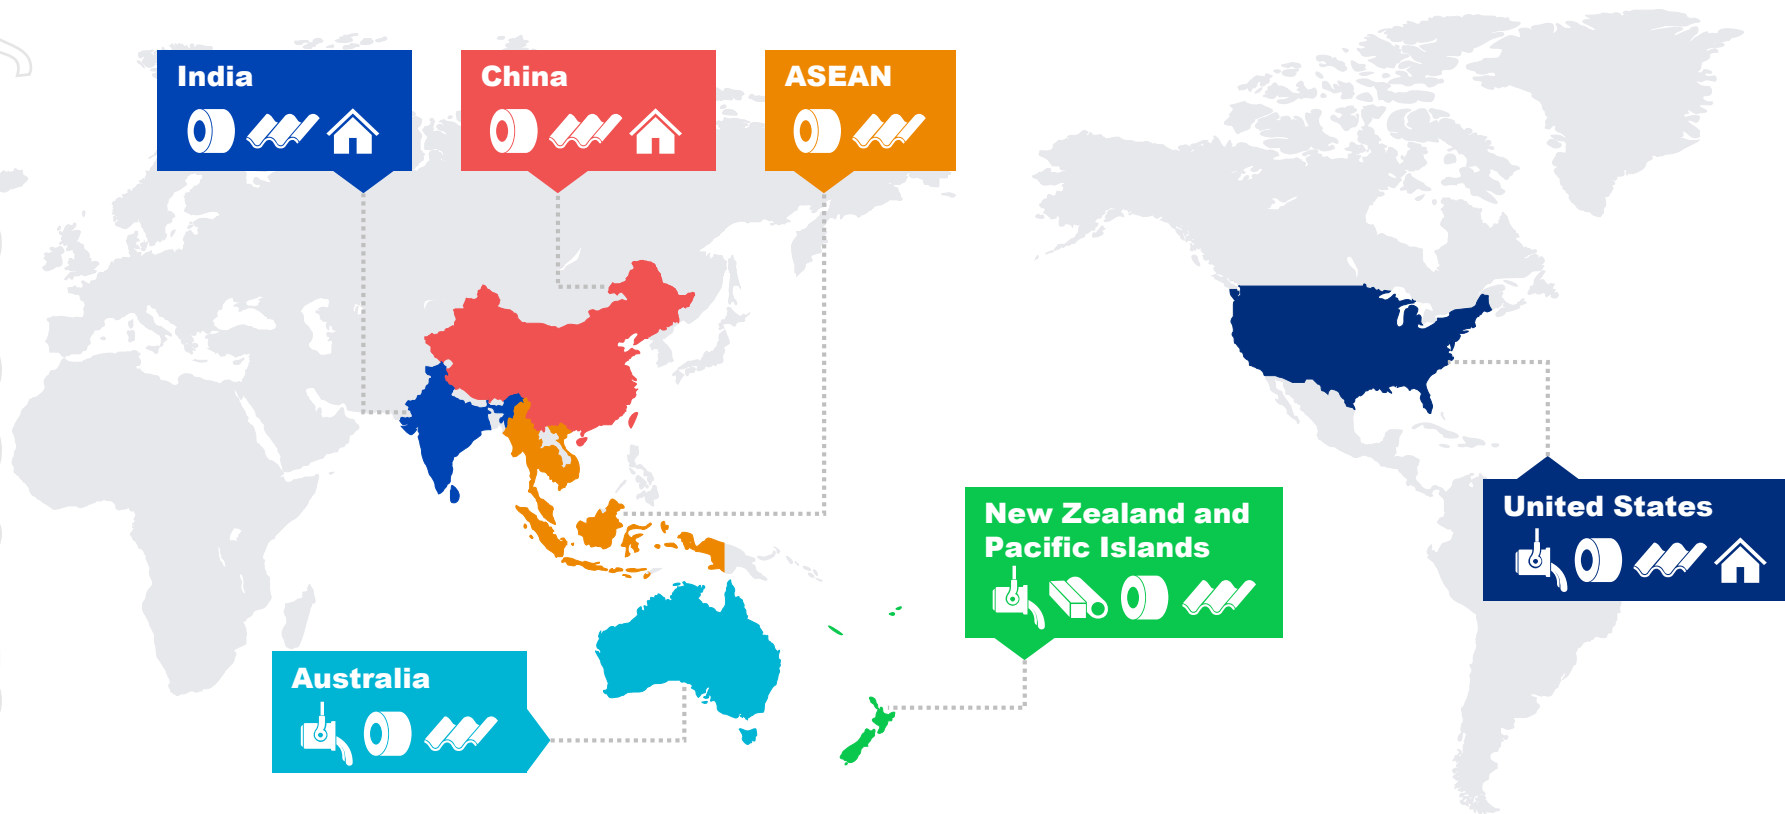 India
China
ASEAN
New Zealand and
Pacific Islands
United States
Australia